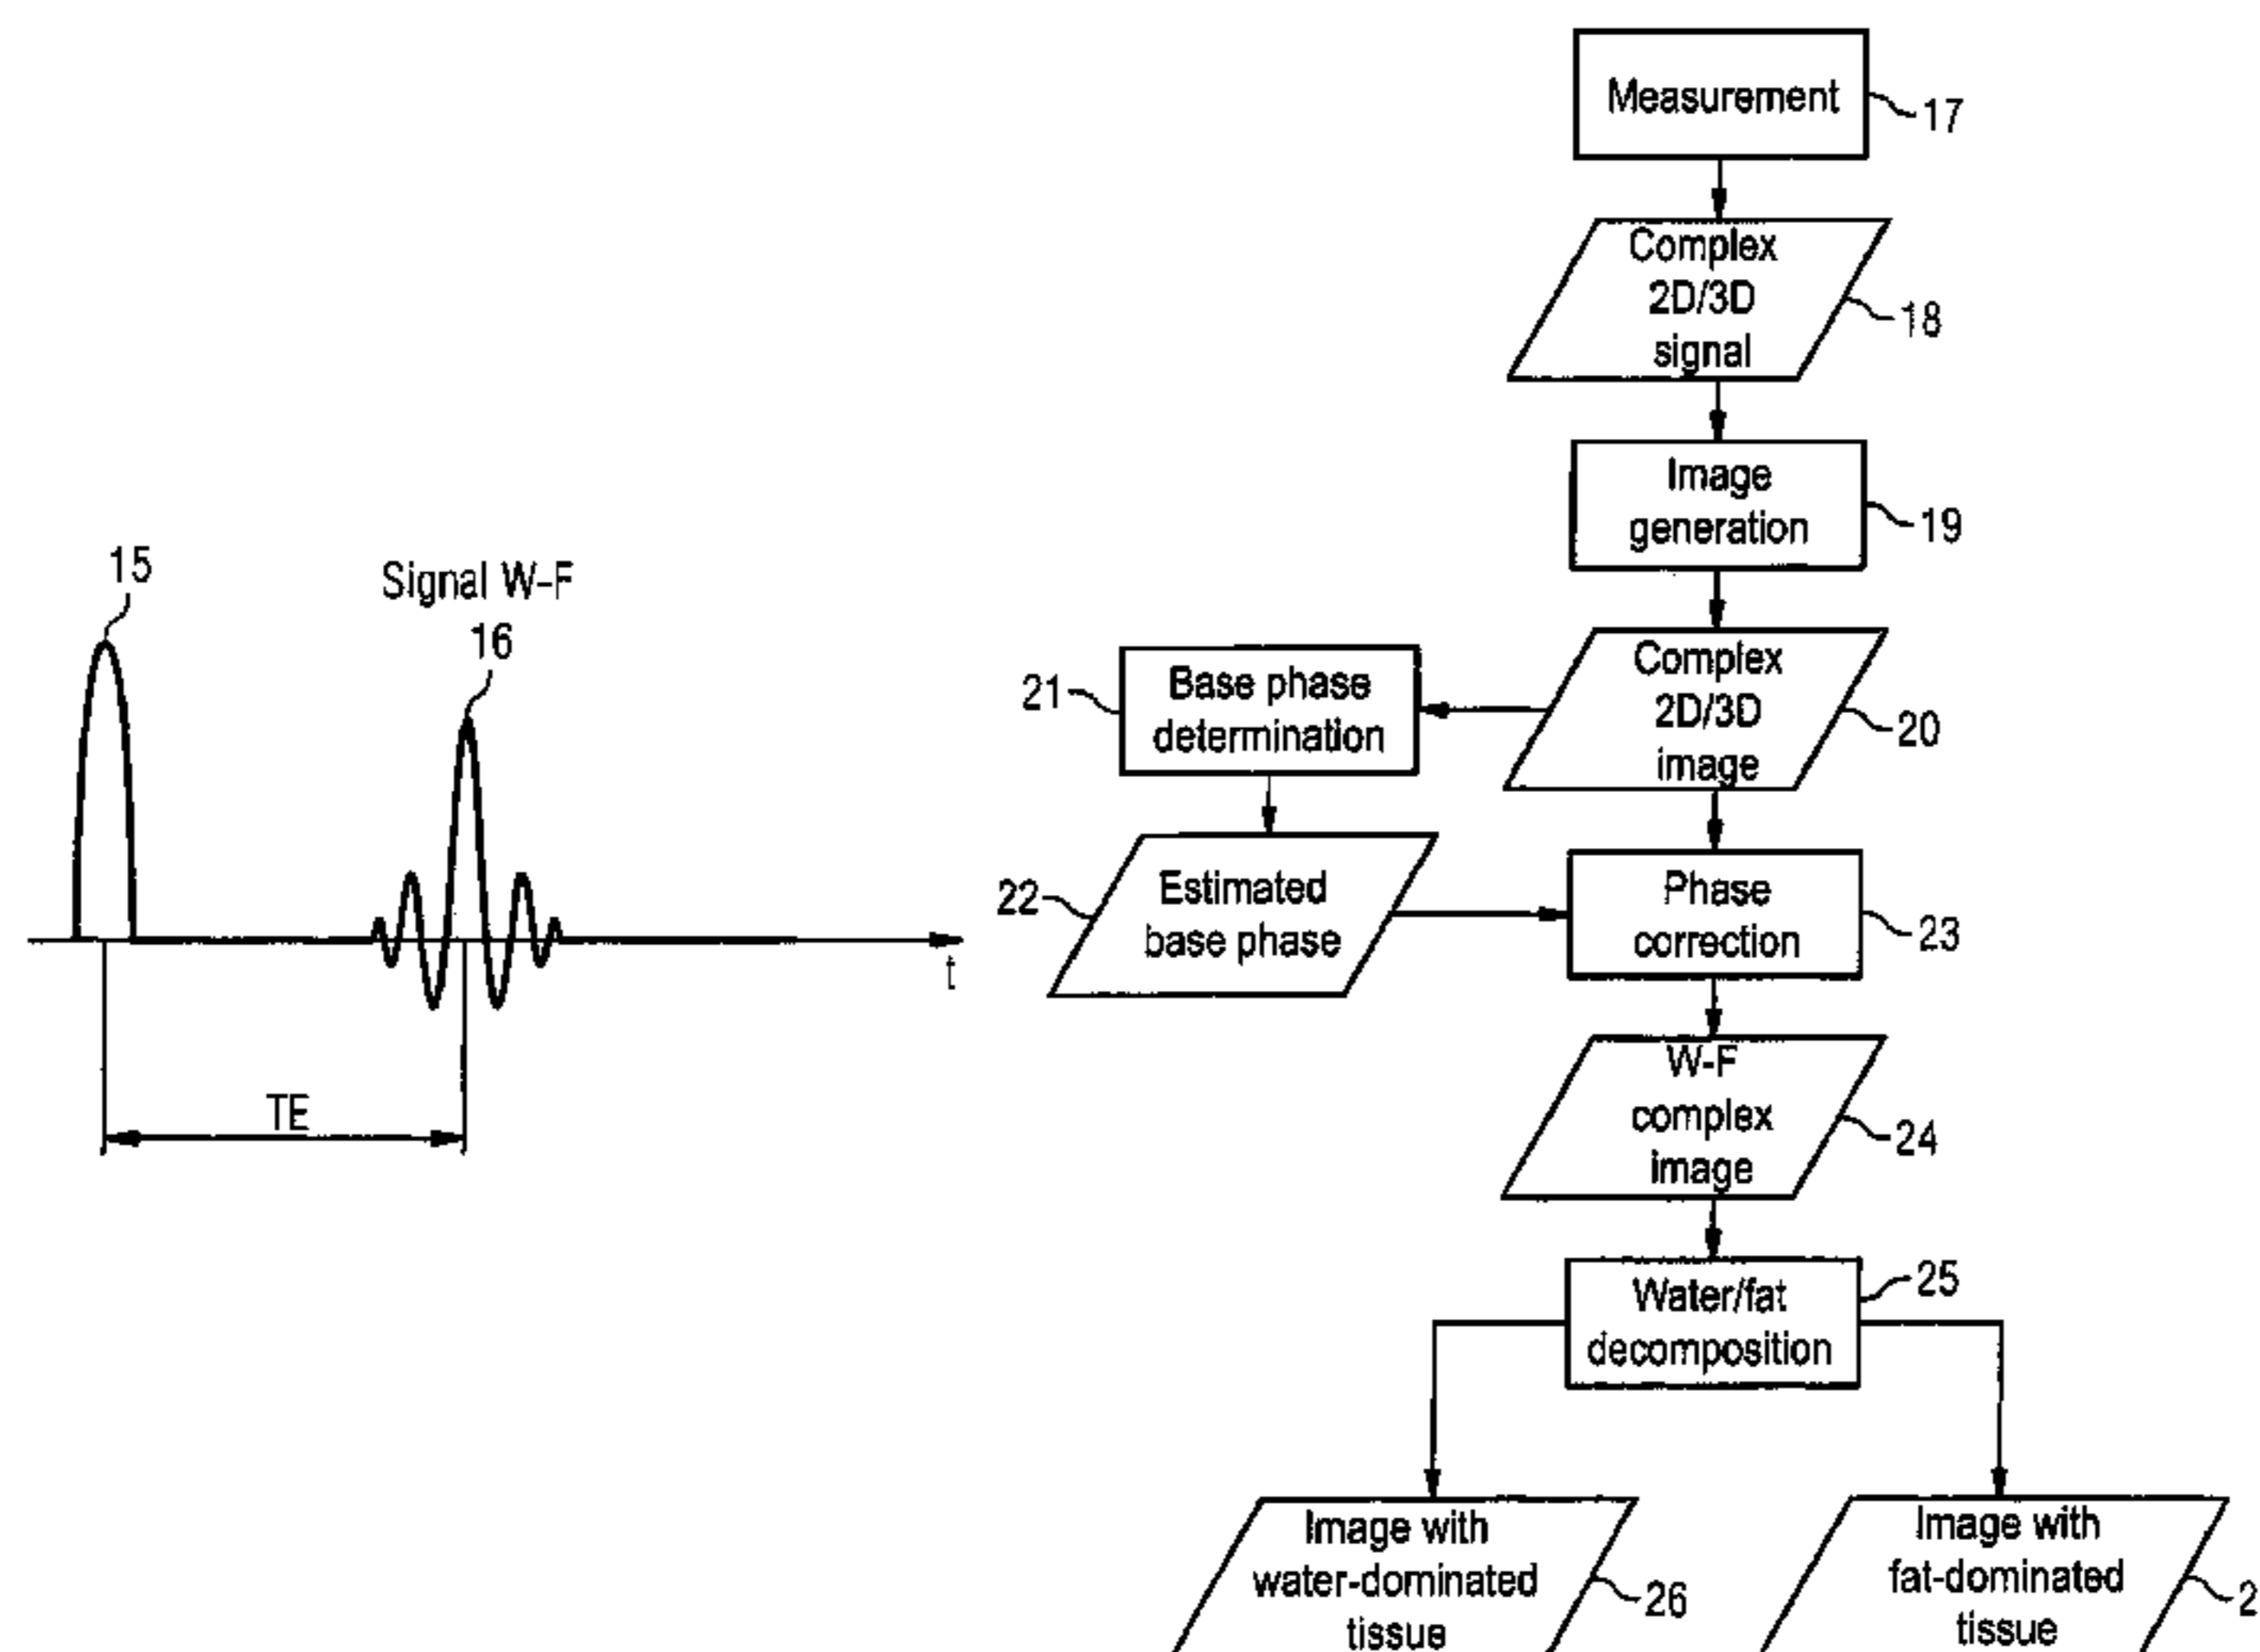 15
Signal W-F
16
t
TE
Measurement
17
Complex
2D/3D
signal
18
Image
generation
19
Complex
2D/3D
image
20
21
Base phase
determination
22
Estimated
base phase
Phase
correction
23
W-F
complex
image
24
Water/fat
decomposition
25
Image with
water-dominated
tissue
26
Image with
fat-dominated
tissue
2